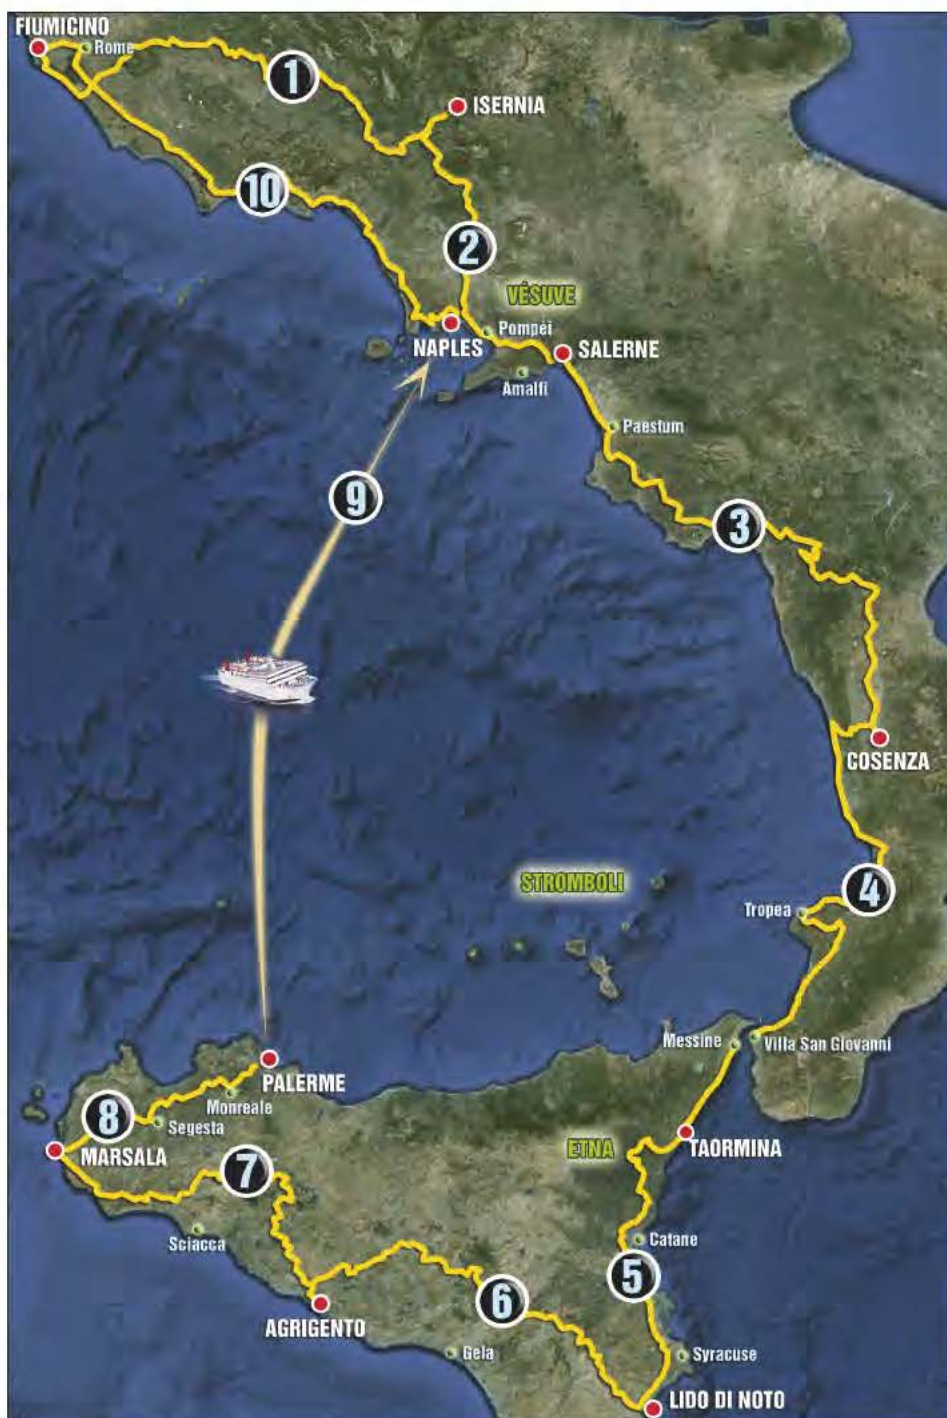 FIUMICINO
Rome
1
ISERNIA
10
2
VÉSUVE
Pompéi
NAPLES
SALERNE
Amalfi
Paestum
9
3
COSENZA
STROMBOLI
4
Tropea
Messine
Villa San Giovanni
PALERME
Monreale
8
Segesta
MARSALA
7
ETNA
TAORMINA
Sciacca
Catane
5
6
AGRIGENTO
Gela
Syracuse
LIDO DI NOTO